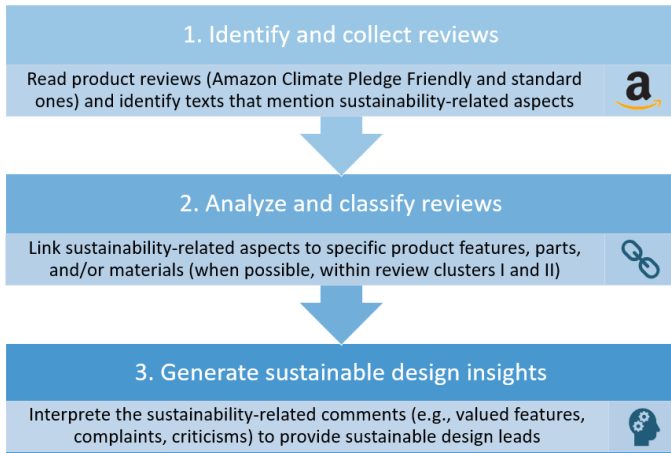 1. Identify and collect reviews
Read product reviews (Amazon Climate Pledge Friendly and standard
ones) and identify texts that mention sustainability-related aspects
a
2. Analyze and classify reviews
Link sustainability-related aspects to specific product features, parts,
and/or materials (when possible, within review clusters I and II)
3. Generate sustainable design insights
Interprete the sustainability-related comments (e.g., valued features,
complaints, criticisms) to provide sustainable design leads